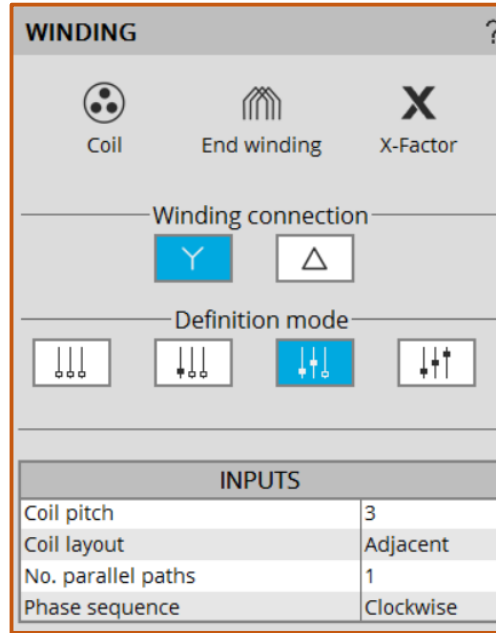 WINDING ?
Coil End winding X-Factor
Winding connection
Definition mode
INPUTS
Coil pitch 3
Coil layout Adjacent
No. parallel paths 1
Phase sequence Clockwise